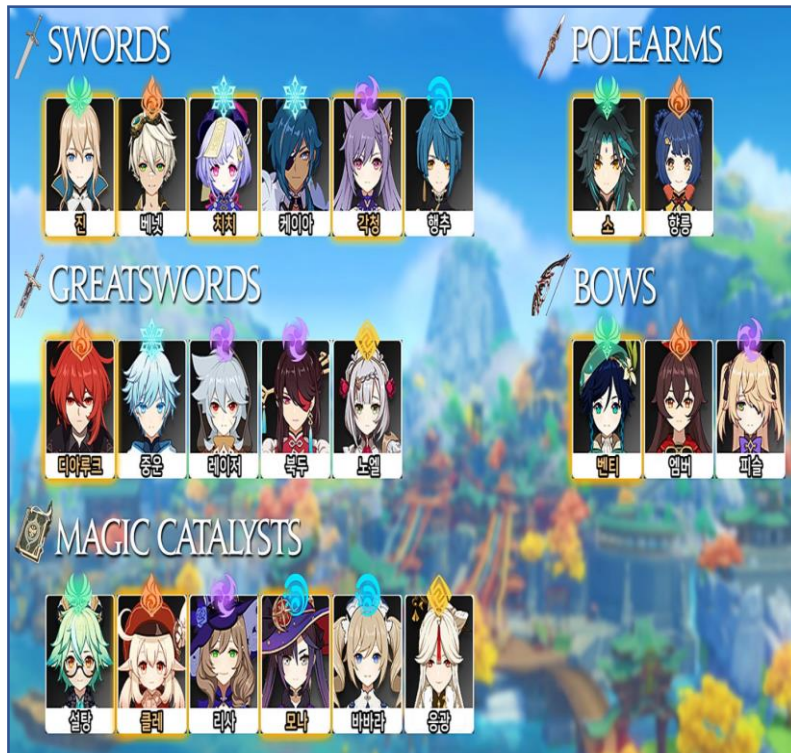 SWORDS
진 베넷 치치 케이아 각청 행추
POLEARMS
소 향릉
GREATSWORDS
디아루크 중운 레이저 북두 노엘
BOWS
벤티 엠버 피슬
MAGIC CATALYSTS
설탕 클레 리사 모나 바바라 응광